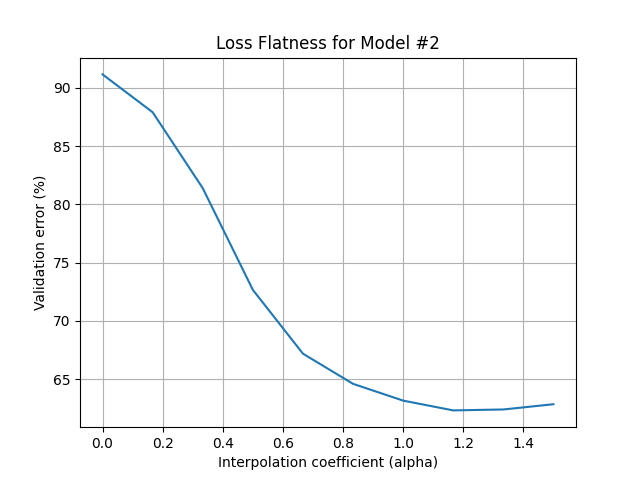 Loss Flatness for Model #2
Validation error (%)
90
85
80
75
70
65
0.0 0.2 0.4 0.6 0.8 1.0 1.2 1.4
Interpolation coefficient (alpha)